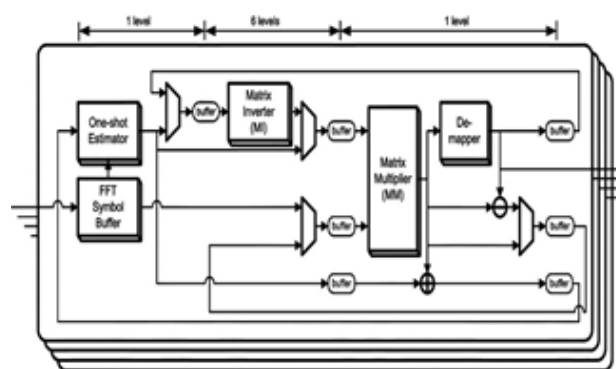 1 level
6 levels
1 level
One-shot
Estimator
buffer
Matrix
Inverter
(MI)
buffer
Matrix
Multiplier
(MM)
De-
mapper
buffer
FFT
Symbol
Buffer
buffer
buffer
buffer
buffer